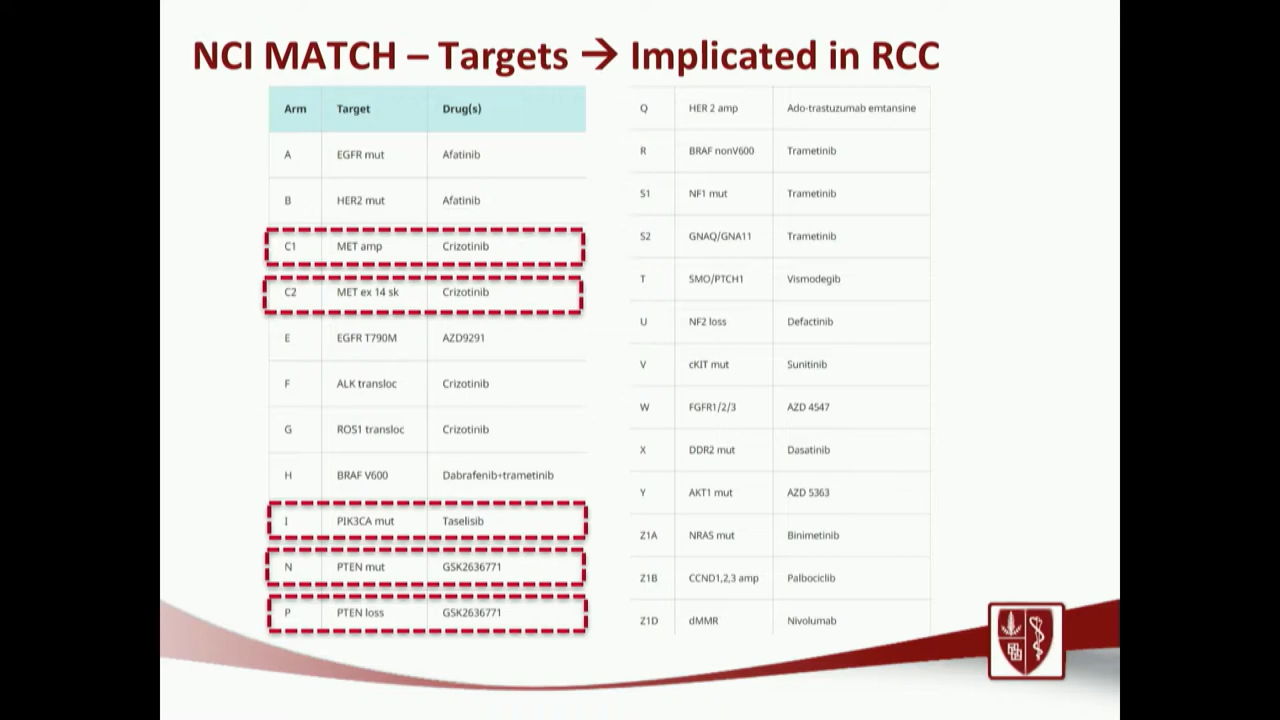 NCI MATCH – Targets → Implicated in RCC
Arm Target Drug(s)
A EGFR mut Afatinib
B HER2 mut Afatinib
C1 MET amp Crizotinib
C2 MET ex 14 sk Crizotinib
E EGFR T790M AZD9291
F ALK transloc Crizotinib
G ROS1 transloc Crizotinib
H BRAF V600 Dabrafenib+trametinib
I PIK3CA mut Taselisib
N PTEN mut GSK2636771
P PTEN loss GSK2636771
Q HER 2 amp Ado-trastuzumab emtansine
R BRAF nonV600 Trametinib
S1 NF1 mut Trametinib
S2 GNAQ/GNA11 Trametinib
T SMO/PTCH1 Vismodegib
U NF2 loss Defactinib
V cKIT mut Sunitinib
W FGFR1/2/3 AZD 4547
X DDR2 mut Dasatinib
Y AKT1 mut AZD 5363
Z1A NRAS mut Binimetinib
Z1B CCND1,2,3 amp Palbociclib
Z1D dMMR Nivolumab